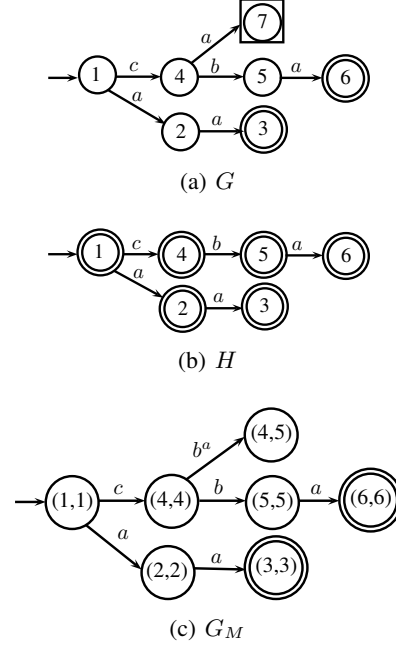 7
a
1 c 4 b 5 a 6
a
2 a 3
(a) G
1 c 4 b 5 a 6
a
2 a 3
(b) H
(4,5)
bᵃ
(1,1) c (4,4) b (5,5) a (6,6)
a
(2,2) a (3,3)
(c) G_M